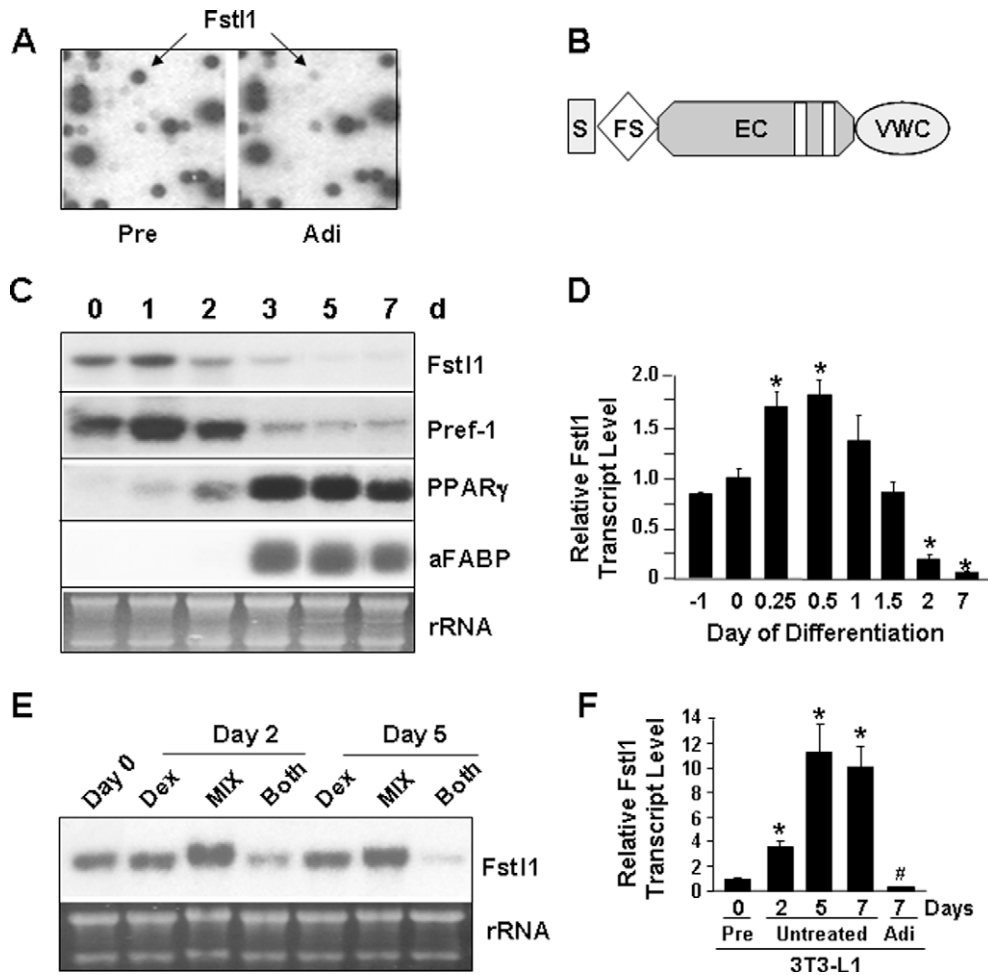 A
Fstl1
Pre Adi
B
S FS EC VWC
C
0 1 2 3 5 7 d
Fstl1
Pref-1
PPARγ
aFABP
rRNA
D
Relative Fstl1
Transcript Level
2.0
1.5
1.0
0.5
0
* * * *
-1 0 0.25 0.5 1 1.5 2 7
Day of Differentiation
E
Day 2 Day 5
Day 0 Dex MIX Both Dex MIX Both
Fstl1
rRNA
F
Relative Fstl1
Transcript Level
14
12
10
8
6
4
2
0
* * * #
0 2 5 7 7 Days
Pre Untreated Adi
3T3-L1